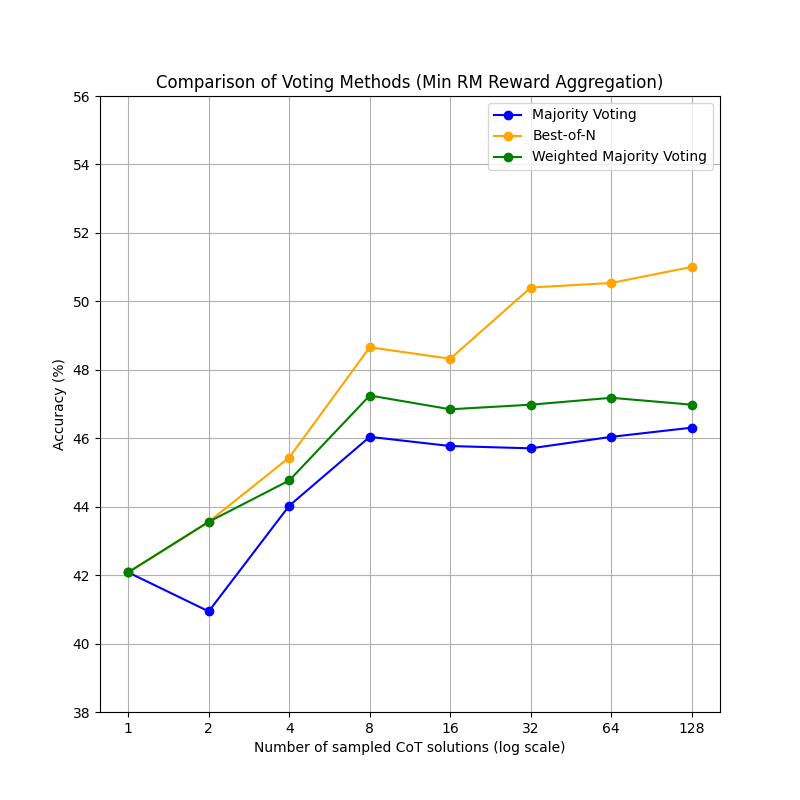 Comparison of Voting Methods (Min RM Reward Aggregation)
Majority Voting
Best-of-N
Weighted Majority Voting
Accuracy (%)
56
54
52
50
48
46
44
42
40
38
1 2 4 8 16 32 64 128
Number of sampled CoT solutions (log scale)